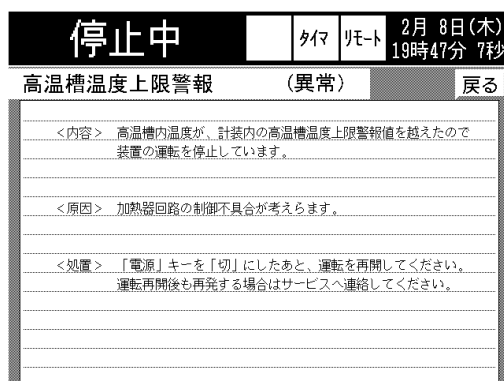 停止中
タイマ
リモート
2月 8日(木)
19時47分 7秒
高温槽温度上限警報 (異常)
戻る
<内容> 高温槽内温度が、計装内の高温槽温度上限警報値を越えたので
装置の運転を停止しています。
<原因> 加熱器回路の制御不具合が考えらます。
<処置> 「電源」キーを「切」にしたあと、運転を再開してください。
運転再開後も再発する場合はサービスへ連絡してください。